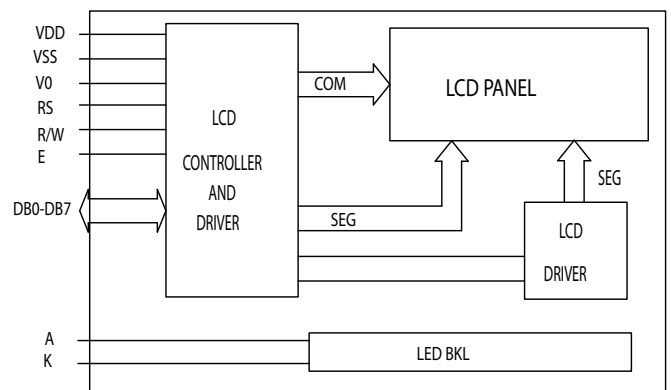 VDD
VSS
V0
RS
R/W
E
DB0-DB7
LCD
CONTROLLER
AND
DRIVER
COM
LCD PANEL
SEG
SEG
LCD
DRIVER
A
K
LED BKL